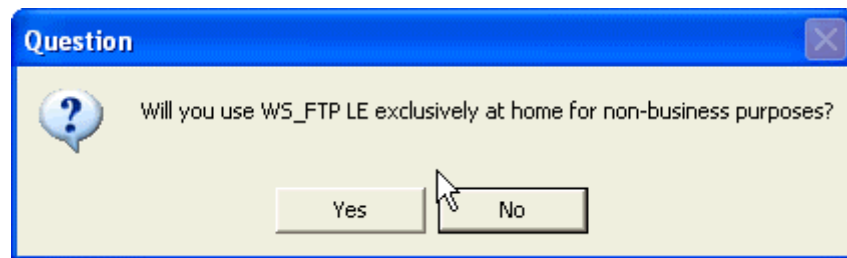 Question
Will you use WS_FTP LE exclusively at home for non-business purposes?
Yes
No